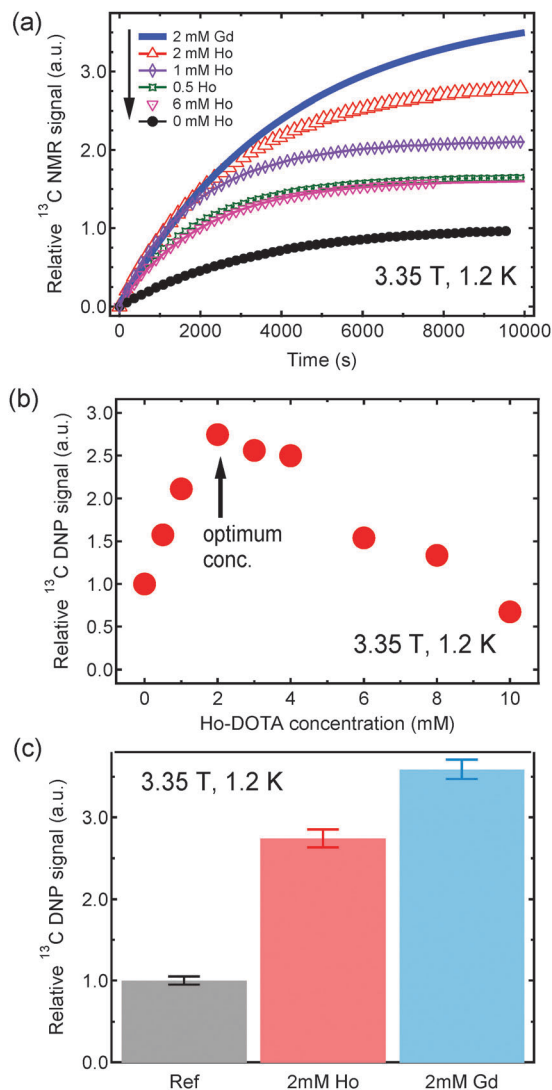 (a)
Relative ¹³C NMR signal (a.u.)
3.0
2.0
1.0
0.0
2 mM Gd
2 mM Ho
1 mM Ho
0.5 Ho
6 mM Ho
0 mM Ho
3.35 T, 1.2 K
0 2000 4000 6000 8000 10000
Time (s)
(b)
Relative ¹³C DNP signal (a.u.)
3.0
2.5
2.0
1.5
1.0
0.5
0.0
optimum
conc.
3.35 T, 1.2 K
0 2 4 6 8 10
Ho-DOTA concentration (mM)
(c)
Relative ¹³C DNP signal (a.u.)
3.0
2.0
1.0
0.0
3.35 T, 1.2 K
Ref 2mM Ho 2mM Gd